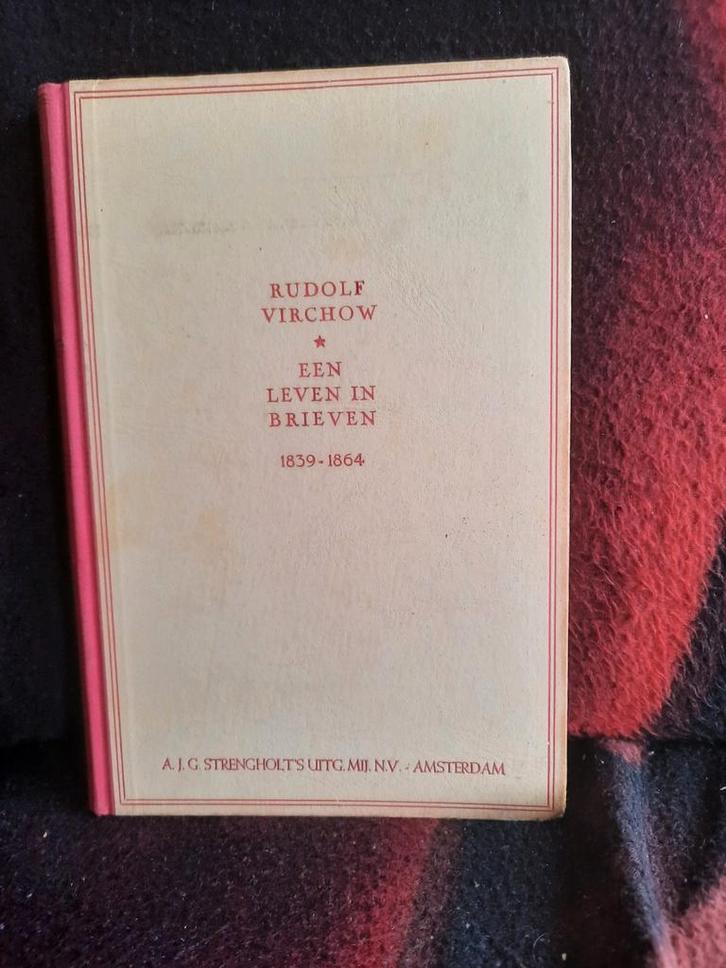 RUDOLF
VIRCHOW
EEN
LEVEN IN
BRIEVEN
1839-1864
A. J. G. STRENGHOLT'S UITG. MIJ. N.V. - AMSTERDAM